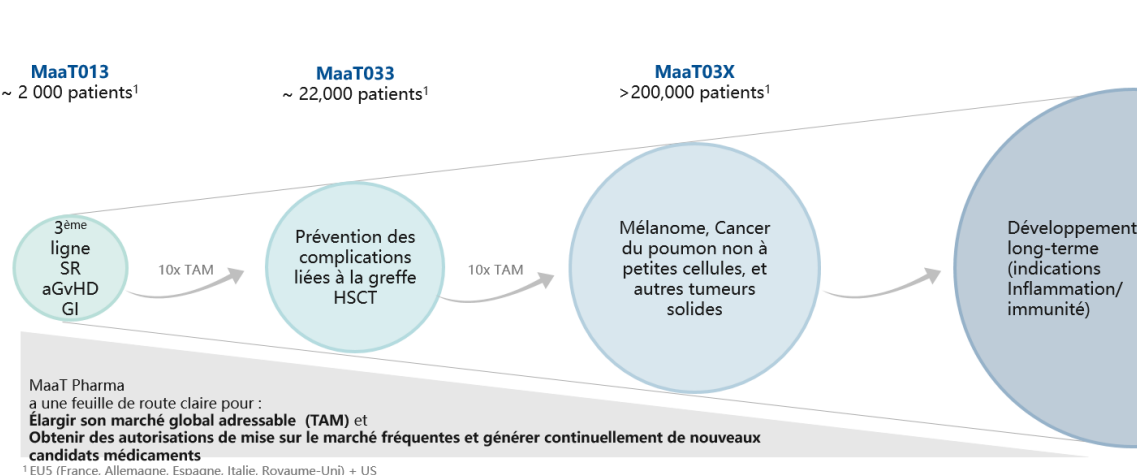 MaaT013
~ 2 000 patients¹
MaaT033
~ 22,000 patients¹
MaaT03X
>200,000 patients¹
3ème
ligne
SR
aGvHD
GI
10x TAM
Prévention des
complications
liées à la greffe
HSCT
10x TAM
Mélanome, Cancer
du poumon non à
petites cellules, et
autres tumeurs
solides
Développement
long-terme
(indications
Inflammation/
immunité)
MaaT Pharma
a une feuille de route claire pour :
Élargir son marché global adressable (TAM) et
Obtenir des autorisations de mise sur le marché fréquentes et générer continuellement de nouveaux
candidats médicaments
¹ EU5 (France, Allemagne, Espagne, Italie, Royaume-Uni) + US